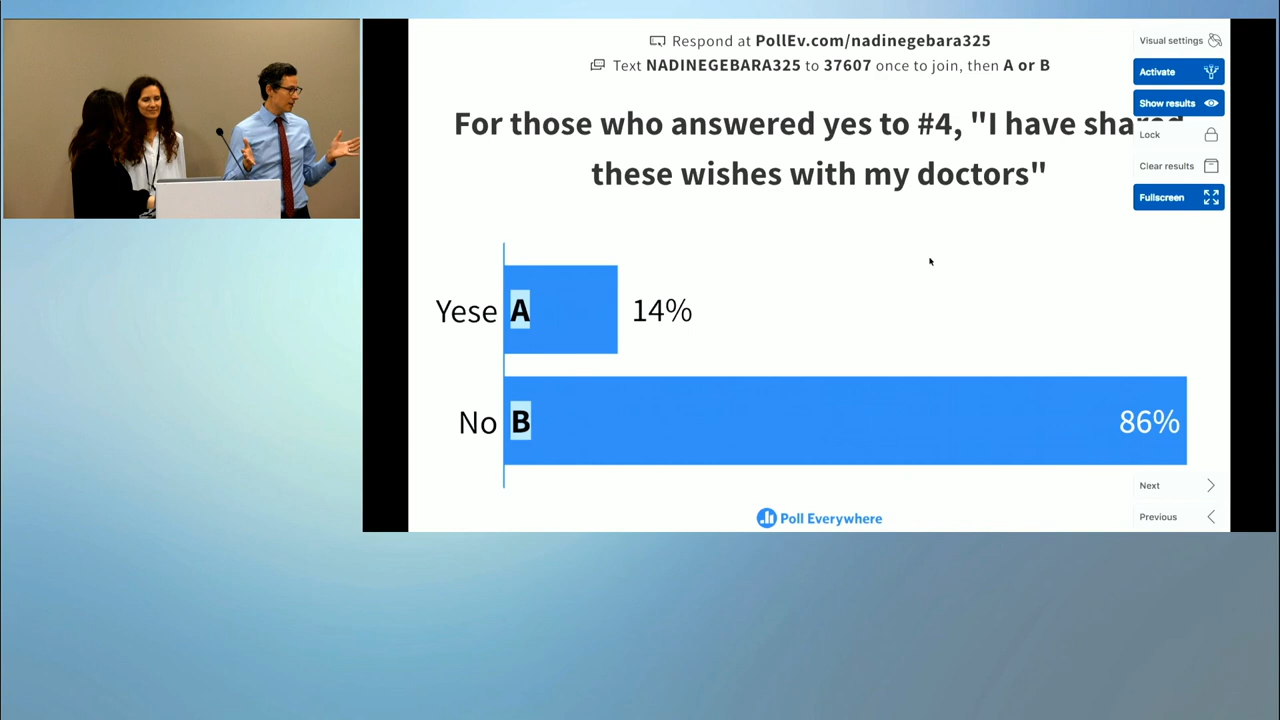 Respond at PollEv.com/nadinegebara325
Text NADINEGEBARA325 to 37607 once to join, then A or B
For those who answered yes to #4, "I have shared
these wishes with my doctors"
Visual settings
Activate
Show results
Lock
Clear results
Fullscreen
Yese A 14%
No B 86%
Next
Previous
Poll Everywhere